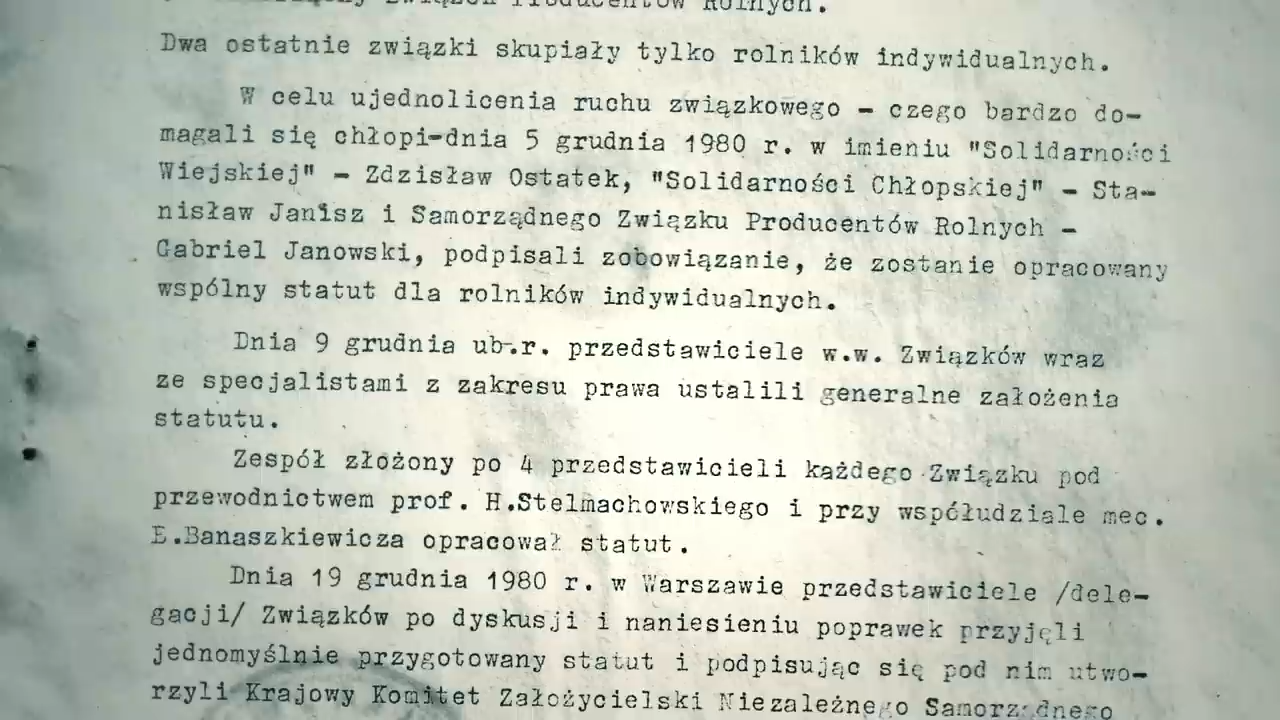 Związek Producentów Rolnych.
Dwa ostatnie związki skupiały tylko rolników indywidualnych.
W celu ujednolicenia ruchu związkowego - czego bardzo do-
magali się chłopi-dnia 5 grudnia 1980 r. w imieniu "Solidarności
Wiejskiej" - Zdzisław Ostatek, "Solidarności Chłopskiej" - Sta-
nisław Janisz i Samorządnego Związku Producentów Rolnych -
Gabriel Janowski, podpisali zobowiązanie, że zostanie opracowany
wspólny statut dla rolników indywidualnych.
Dnia 9 grudnia ub.r. przedstawiciele w.w. Związków wraz
ze specjalistami z zakresu prawa ustalili generalne założenia
statutu.
Zespół złożony po 4 przedstawicieli każdego Związku pod
przewodnictwem prof. H.Stelmachowskiego i przy współudziale mec.
E.Banaszkiewicza opracował statut.
Dnia 19 grudnia 1980 r. w Warszawie przedstawiciele /dele-
gacji/ Związków po dyskusji i naniesieniu poprawek przyjęli
jednomyślnie przygotowany statut i podpisując się pod nim utwo-
rzyli Krajowy Komitet Założycielski Niezależnego Samorządnego